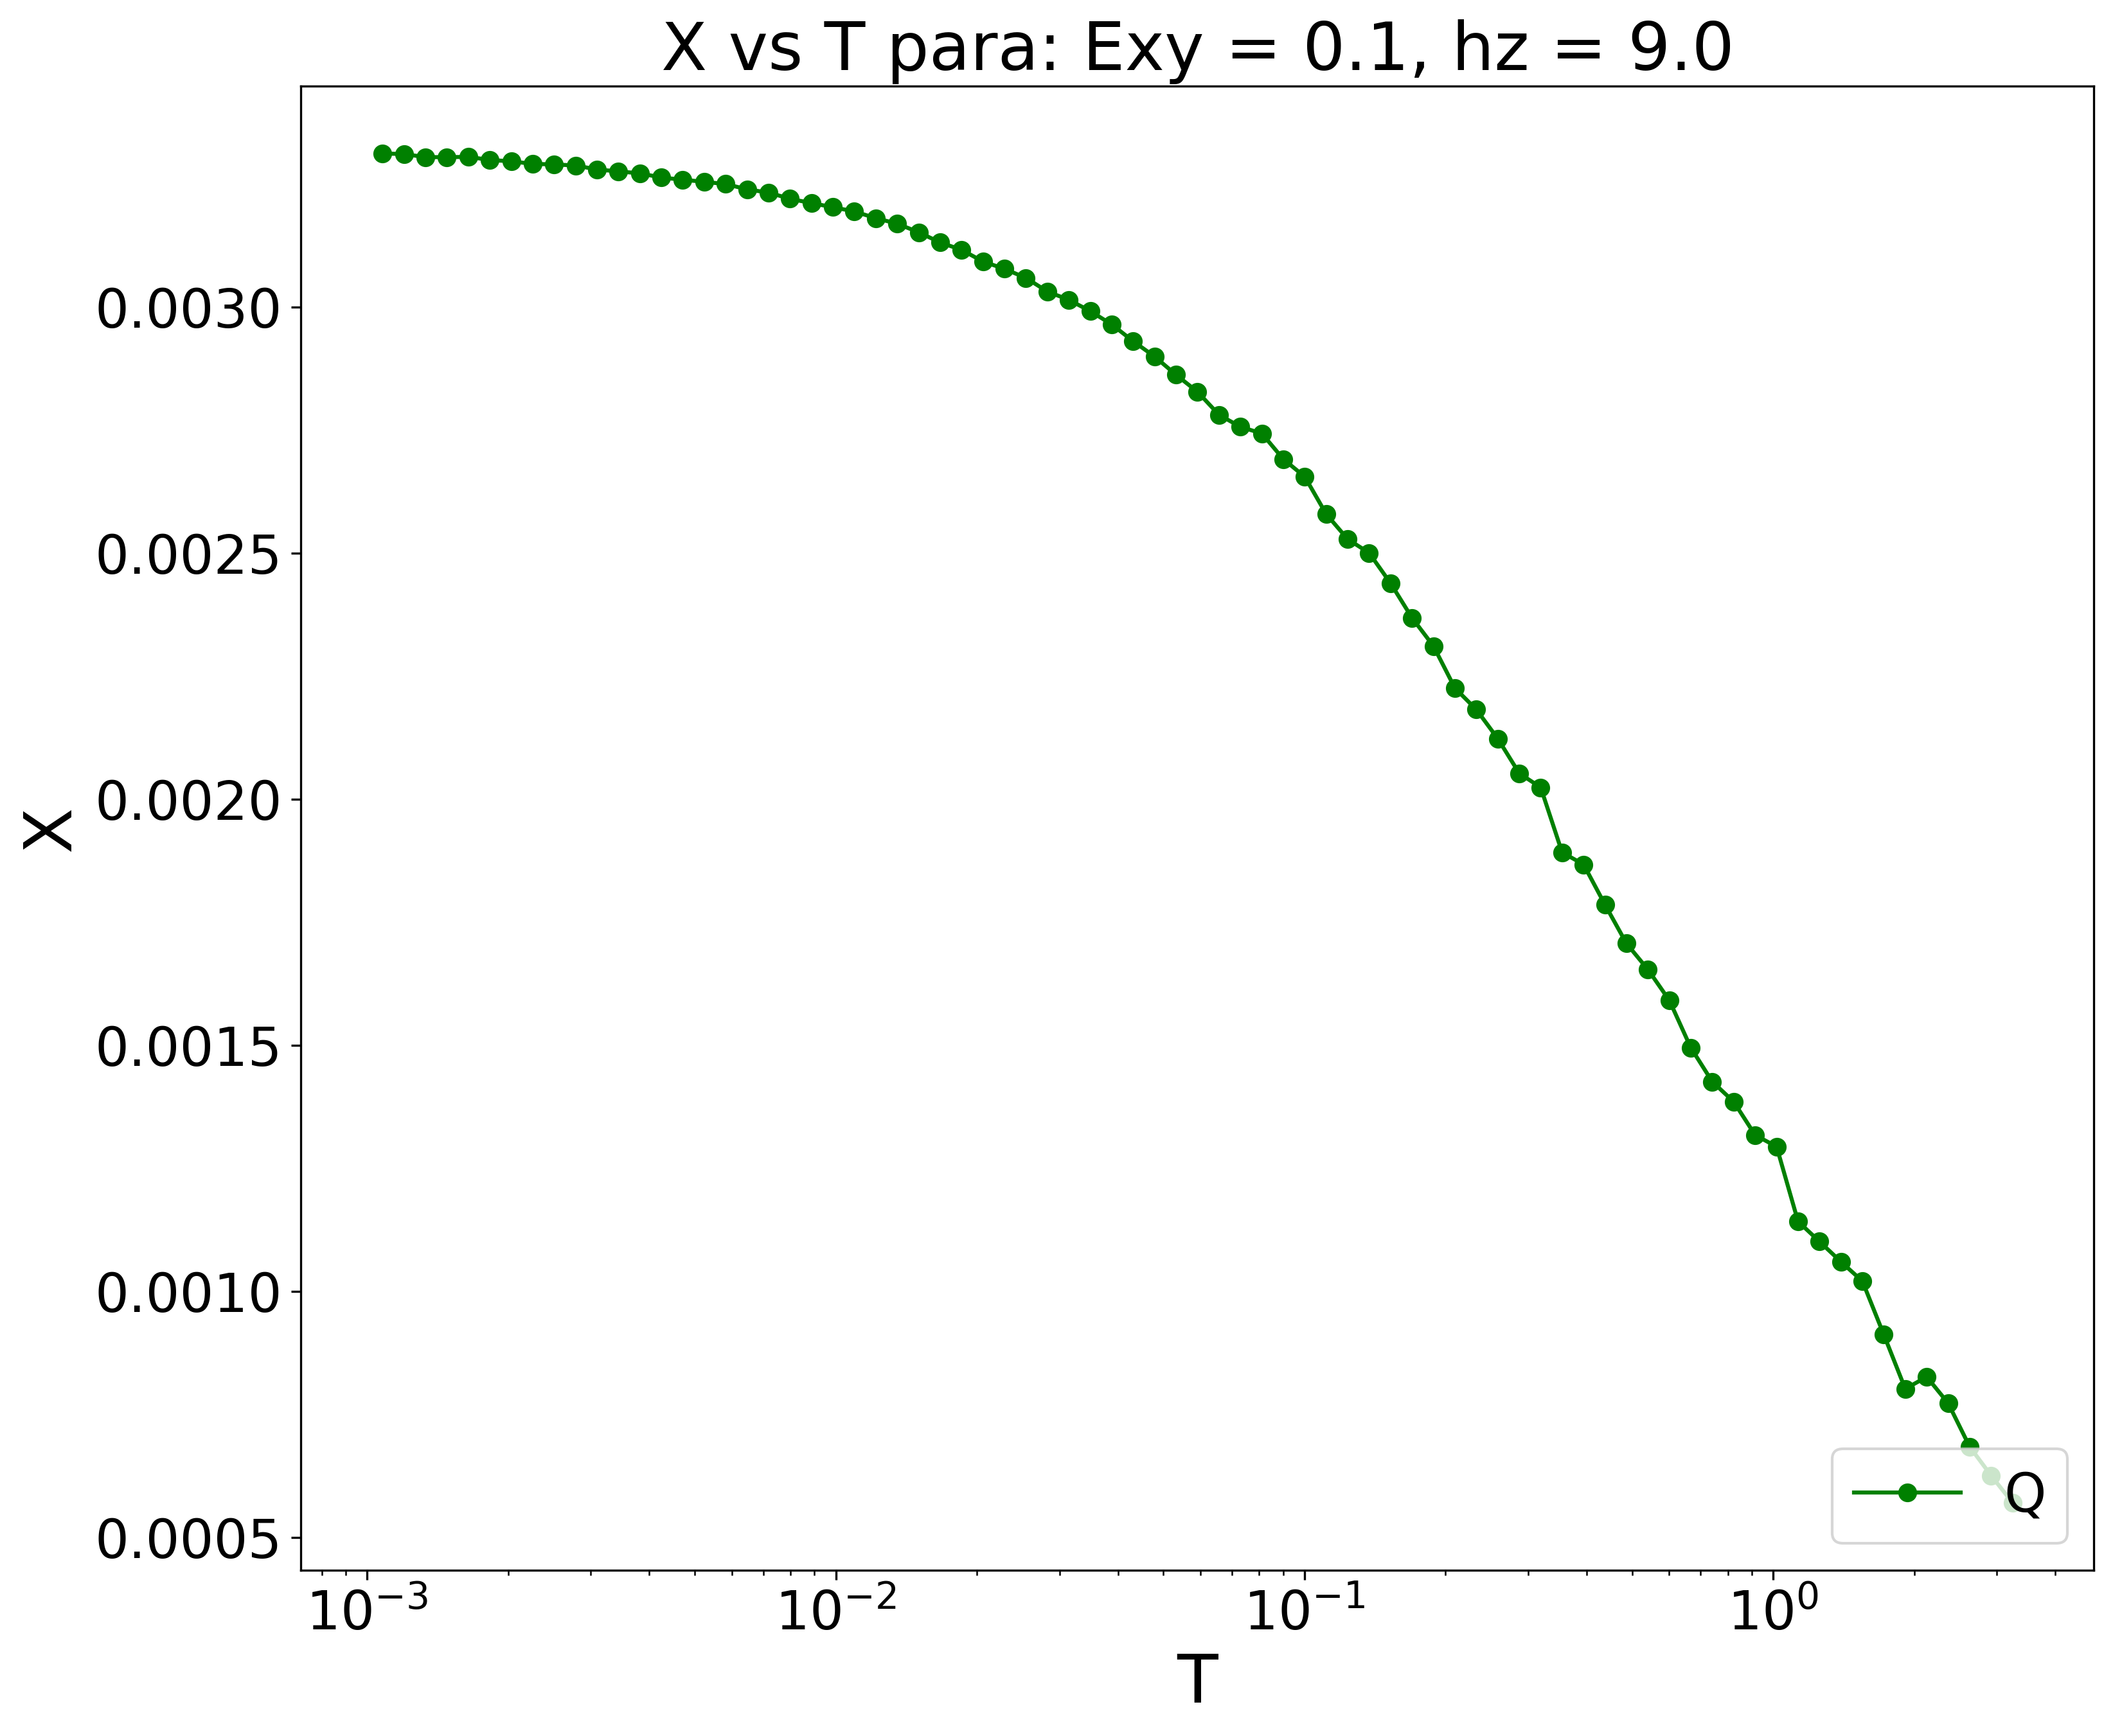 X vs T para: Exy = 0.1, hz = 9.0
X
0.0030
0.0025
0.0020
0.0015
0.0010
0.0005
10⁻³ 10⁻² 10⁻¹ 10⁰
T
Q